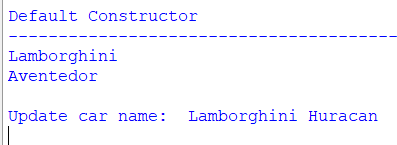 Default Constructor
---------------------------------------
Lamborghini
Aventedor
Update car name:  Lamborghini Huracan